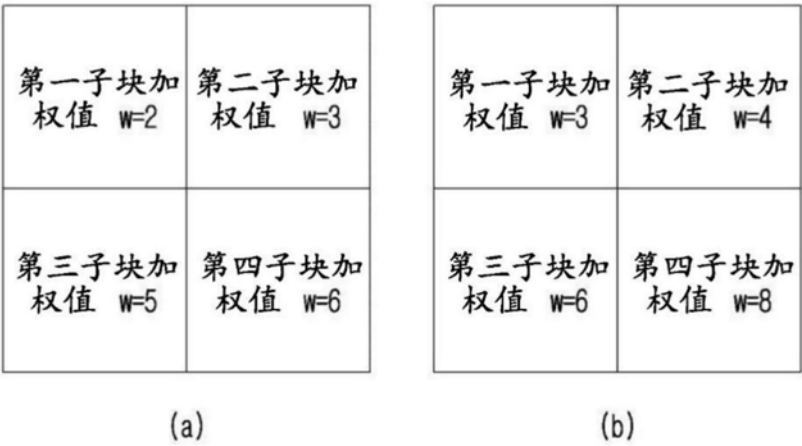 第一子块加
权值 w=2
第二子块加
权值 w=3
第三子块加
权值 w=5
第四子块加
权值 w=6
(a)
第一子块加
权值 w=3
第二子块加
权值 w=4
第三子块加
权值 w=6
第四子块加
权值 w=8
(b)